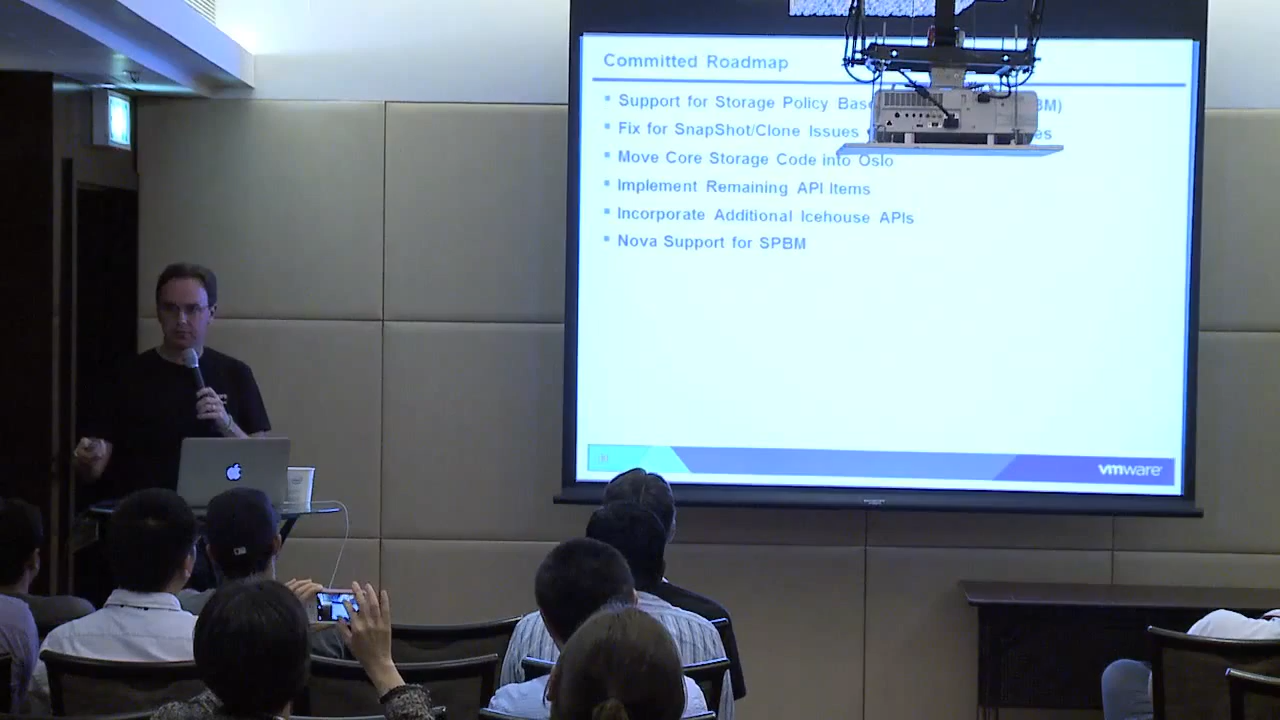 Committed Roadmap
Support for Storage Policy Bas BM)
Fix for SnapShot/Clone Issues es
Move Core Storage Code into Oslo
Implement Remaining API Items
Incorporate Additional Icehouse APIs
Nova Support for SPBM
vmware